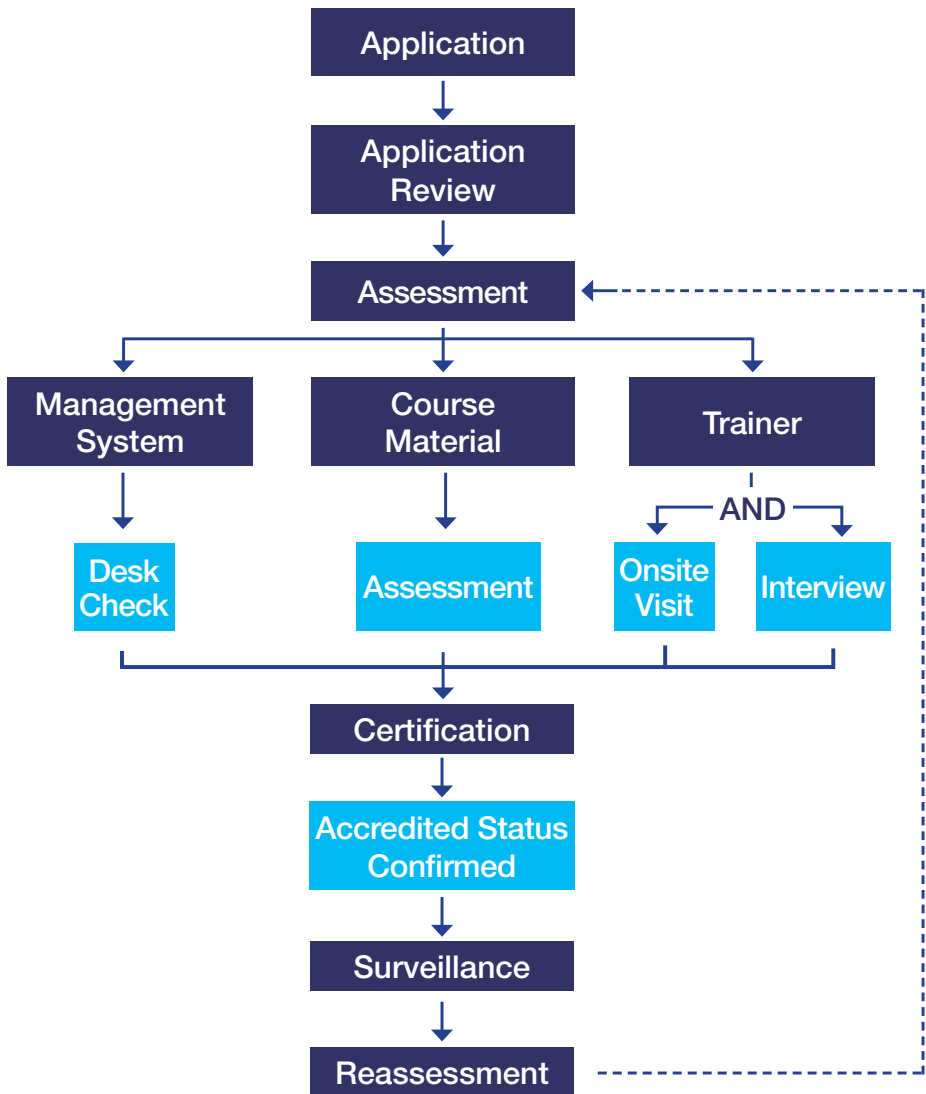 Application
Application
Review
Assessment
Management
System
Course
Material
Trainer
AND
Desk
Check
Assessment
Onsite
Visit
Interview
Certification
Accredited Status
Confirmed
Surveillance
Reassessment